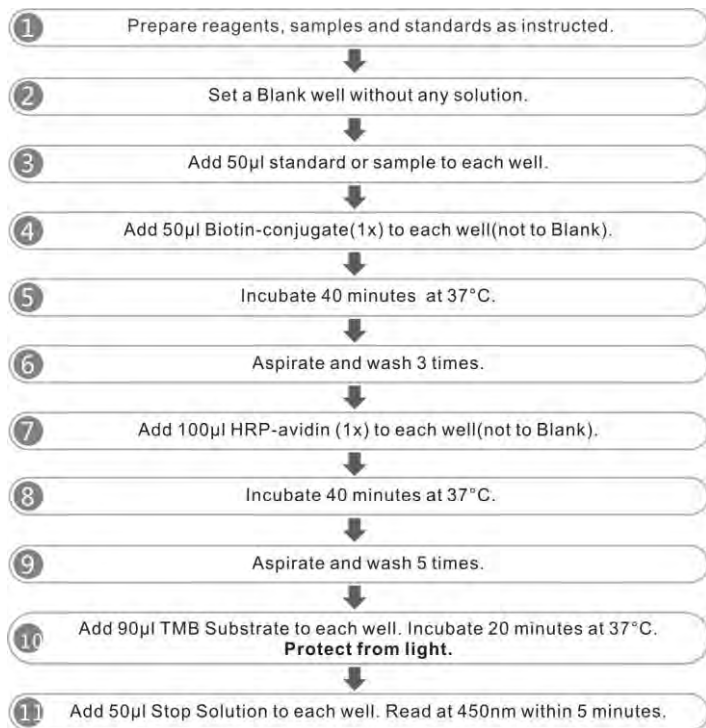 1 Prepare reagents, samples and standards as instructed.
2 Set a Blank well without any solution.
3 Add 50μl standard or sample to each well.
4 Add 50μl Biotin-conjugate(1x) to each well(not to Blank).
5 Incubate 40 minutes at 37°C.
6 Aspirate and wash 3 times.
7 Add 100μl HRP-avidin (1x) to each well(not to Blank).
8 Incubate 40 minutes at 37°C.
9 Aspirate and wash 5 times.
10 Add 90μl TMB Substrate to each well. Incubate 20 minutes at 37°C.
Protect from light.
11 Add 50μl Stop Solution to each well. Read at 450nm within 5 minutes.